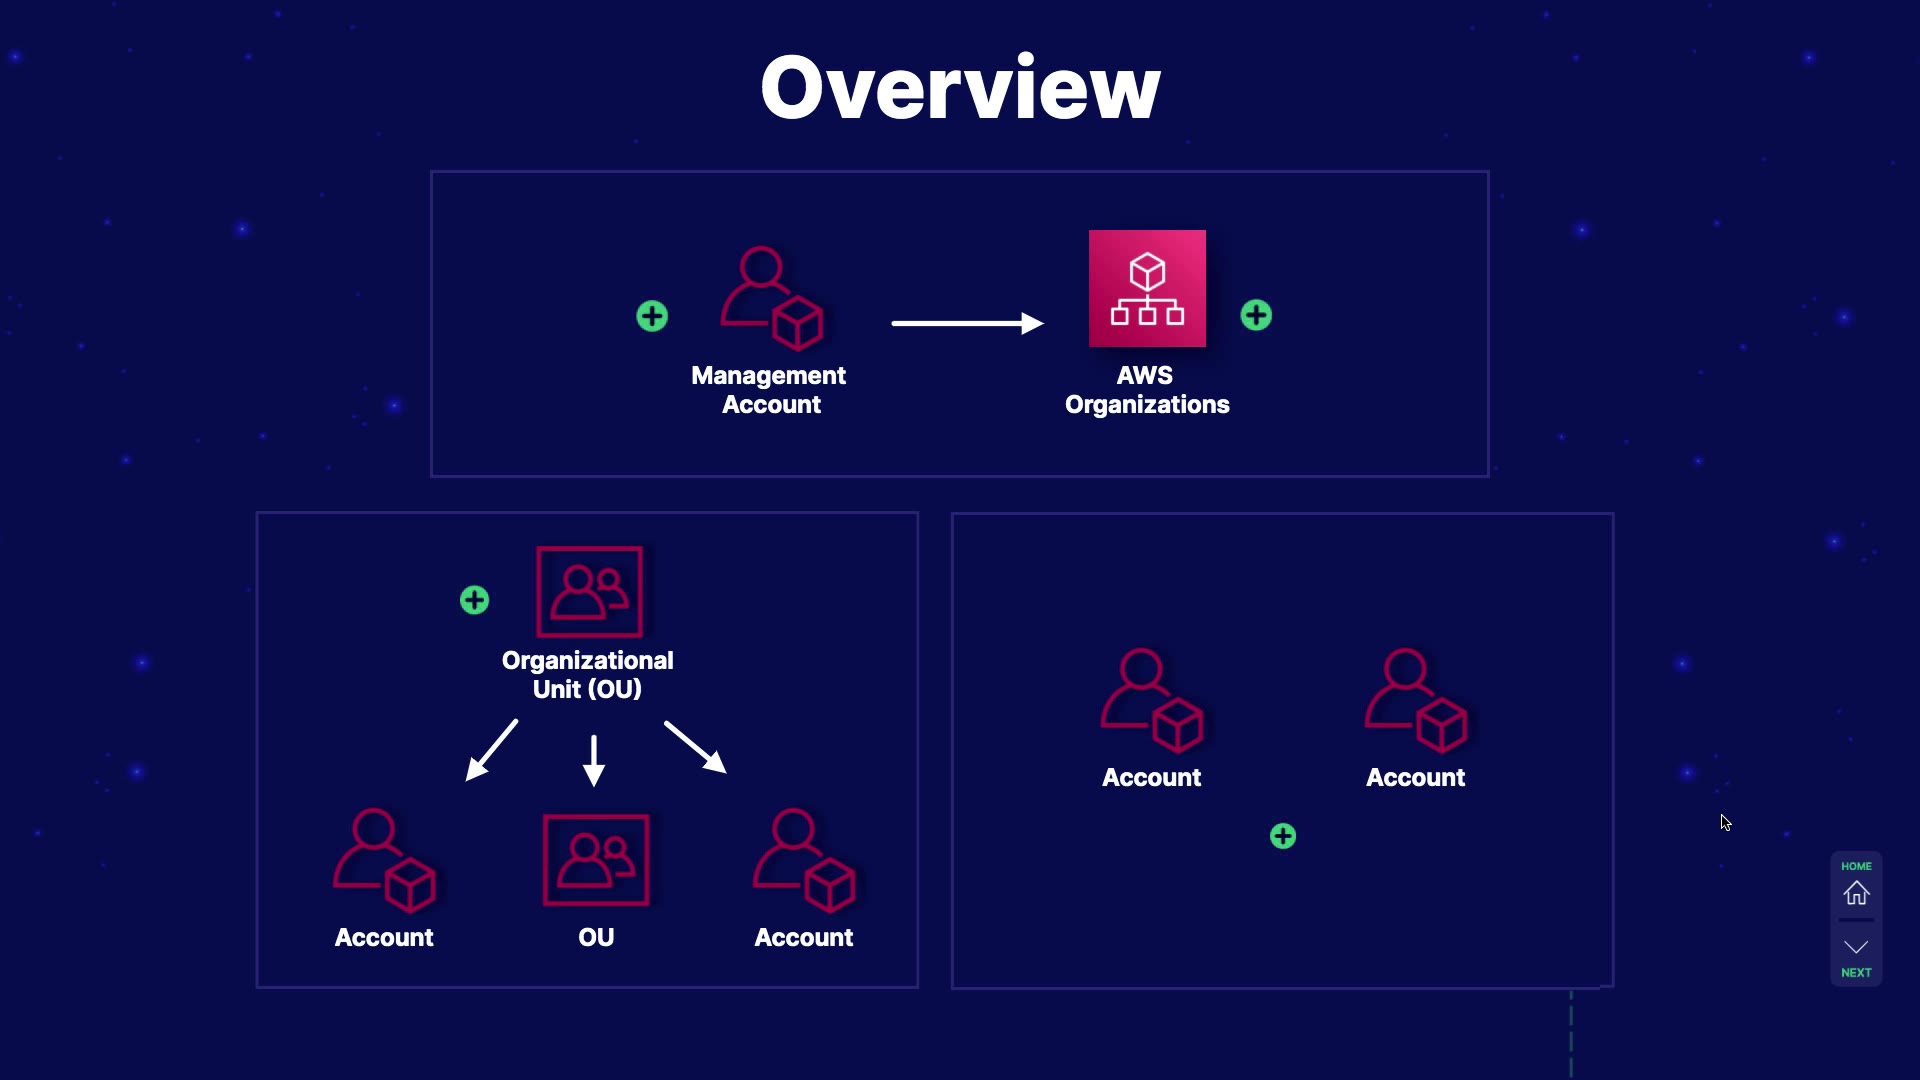 Overview
Management
Account
AWS
Organizations
Organizational
Unit (OU)
Account
OU
Account
Account
Account
HOME
NEXT